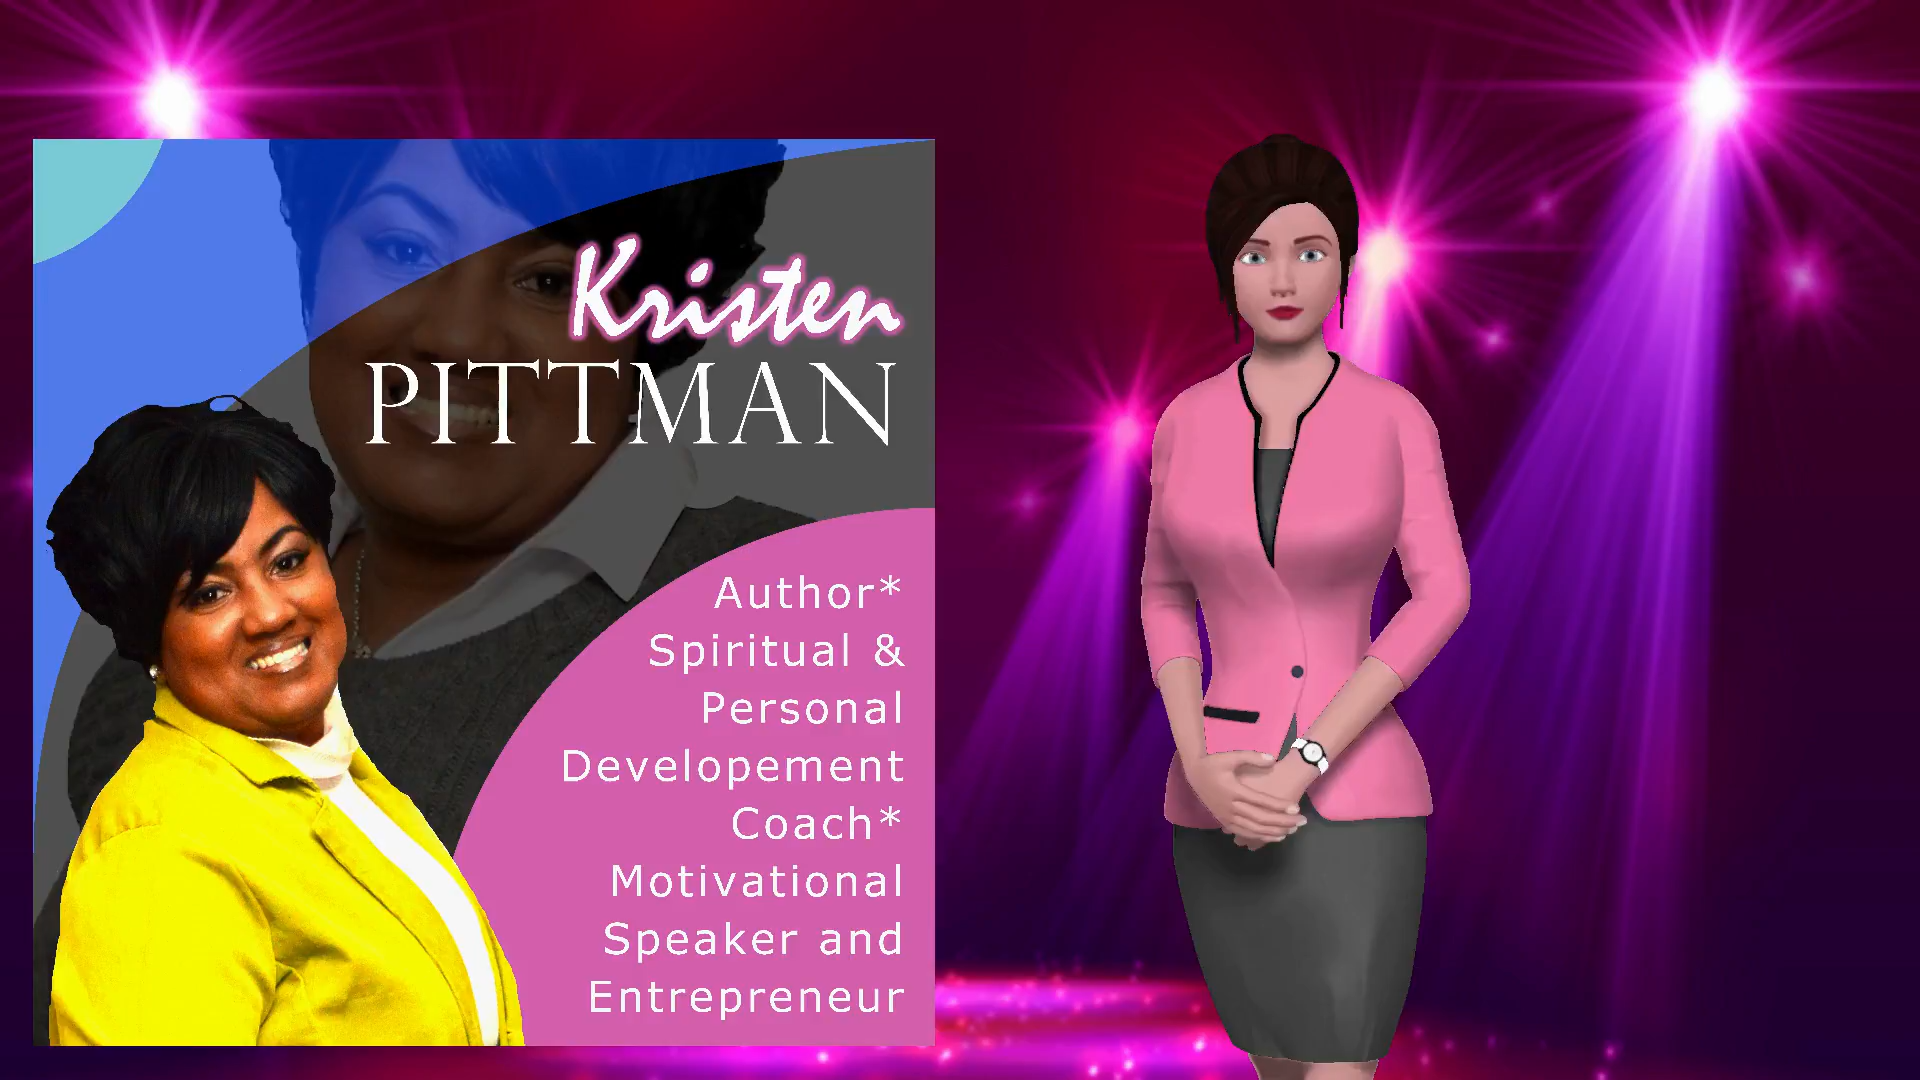 Kristen
PITTMAN
Author*
Spiritual &
Personal
Developement
Coach*
Motivational
Speaker and
Entrepreneur